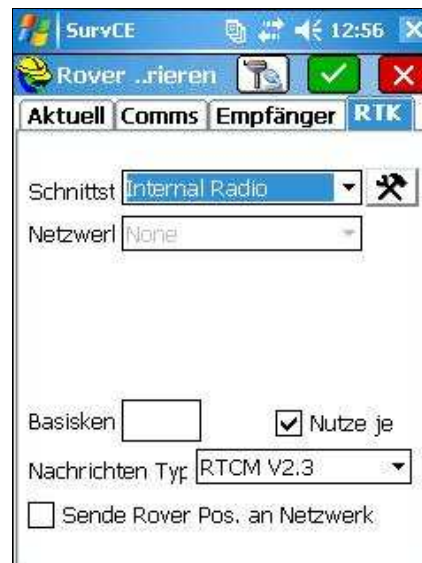 SurvCE 12:56
Rover ..rieren
Aktuell Comms Empfänger RTK
Schnittst Internal Radio
Netzwerl None
Basisken Nutze je
Nachrichten Typ RTCM V2.3
Sende Rover Pos. an Netzwerk